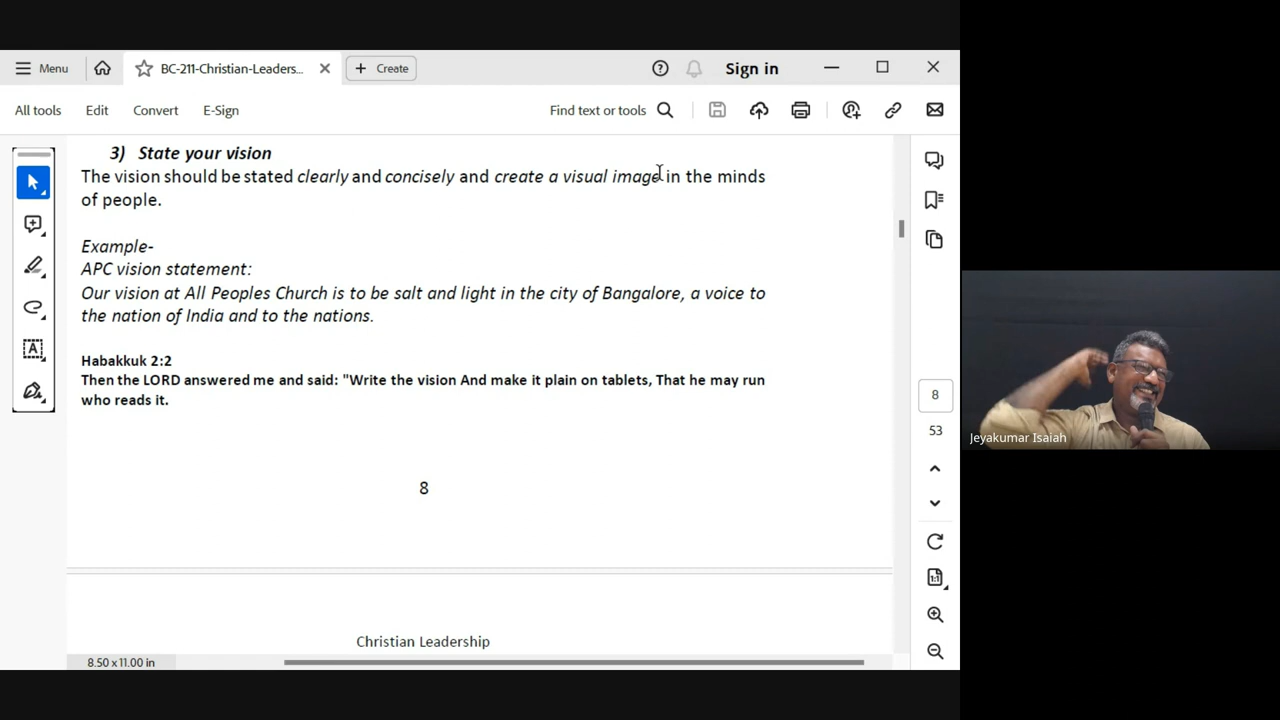 Menu
BC-211-Christian-Leaders...
Create
Sign in
All tools Edit Convert E-Sign
Find text or tools
3) State your vision
The vision should be stated clearly and concisely and create a visual image in the minds
of people.
Example-
APC vision statement:
Our vision at All Peoples Church is to be salt and light in the city of Bangalore, a voice to
the nation of India and to the nations.
Habakkuk 2:2
Then the LORD answered me and said: "Write the vision And make it plain on tablets, That he may run
who reads it.
8
Christian Leadership
8.50 x 11.00 in
8
53
1:1
Jeyakumar Isaiah